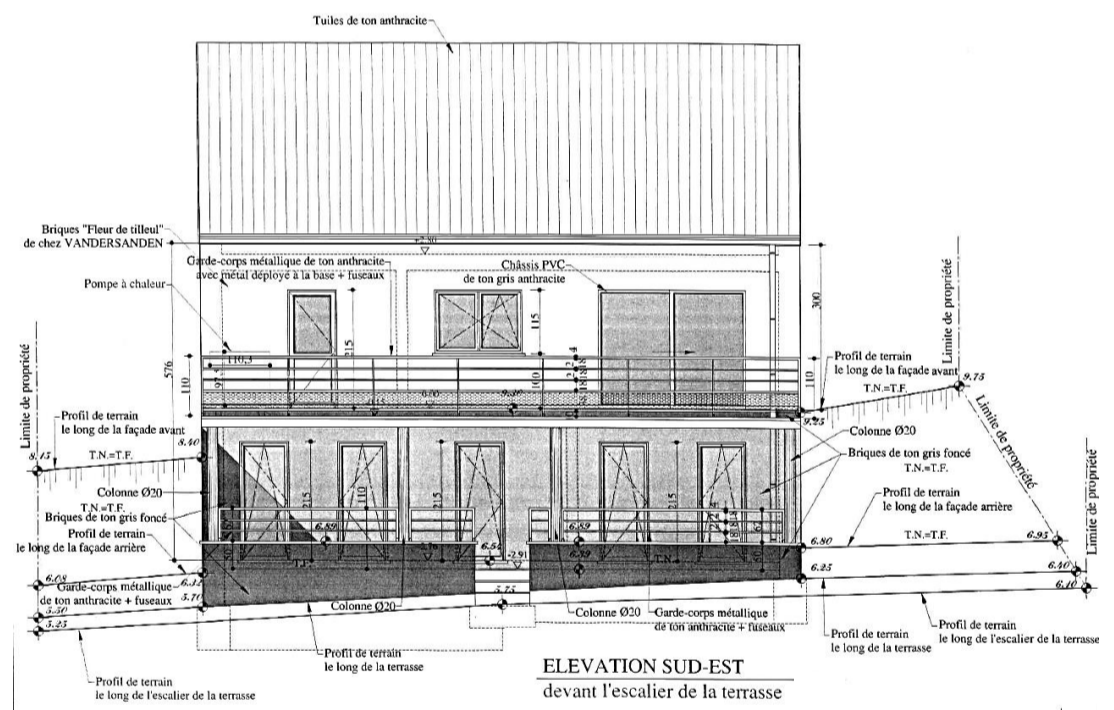 Tuiles de ton anthracite
Briques "Fleur de tilleul"
de chez VANDERSANDEN
+2.80
Garde-corps métallique de ton anthracite
avec métal déployé à la base + fuseaux
Châssis PVC
de ton gris anthracite
Pompe à chaleur
Limite de propriété
Limite de propriété
Limite de propriété
Limite de propriété
300
115
215
110,3
576
110
100
110
9.75
Profil de terrain
le long de la façade avant
T.N.=T.F.
9.25
Profil de terrain
le long de la façade avant
8.40
8.15
T.N.=T.F.
Colonne Ø20
Briques de ton gris foncé
T.N.=T.F.
Colonne Ø20
T.N.=T.F.
Briques de ton gris foncé
Profil de terrain
le long de la façade arrière
Profil de terrain
le long de la façade arrière
T.N.=T.F.
215
110
215
215
6.89
6.89
6.54
-2.91
6.80
6.95
6.25
6.40
6.10
6.08
5.70
5.75
5.50
5.25
Garde-corps métallique
de ton anthracite + fuseaux
Colonne Ø20
Colonne Ø20
Garde-corps métallique
de ton anthracite + fuseaux
Profil de terrain
le long de la terrasse
Profil de terrain
le long de la terrasse
Profil de terrain
le long de l'escalier de la terrasse
Profil de terrain
le long de l'escalier de la terrasse
ELEVATION SUD-EST
devant l'escalier de la terrasse